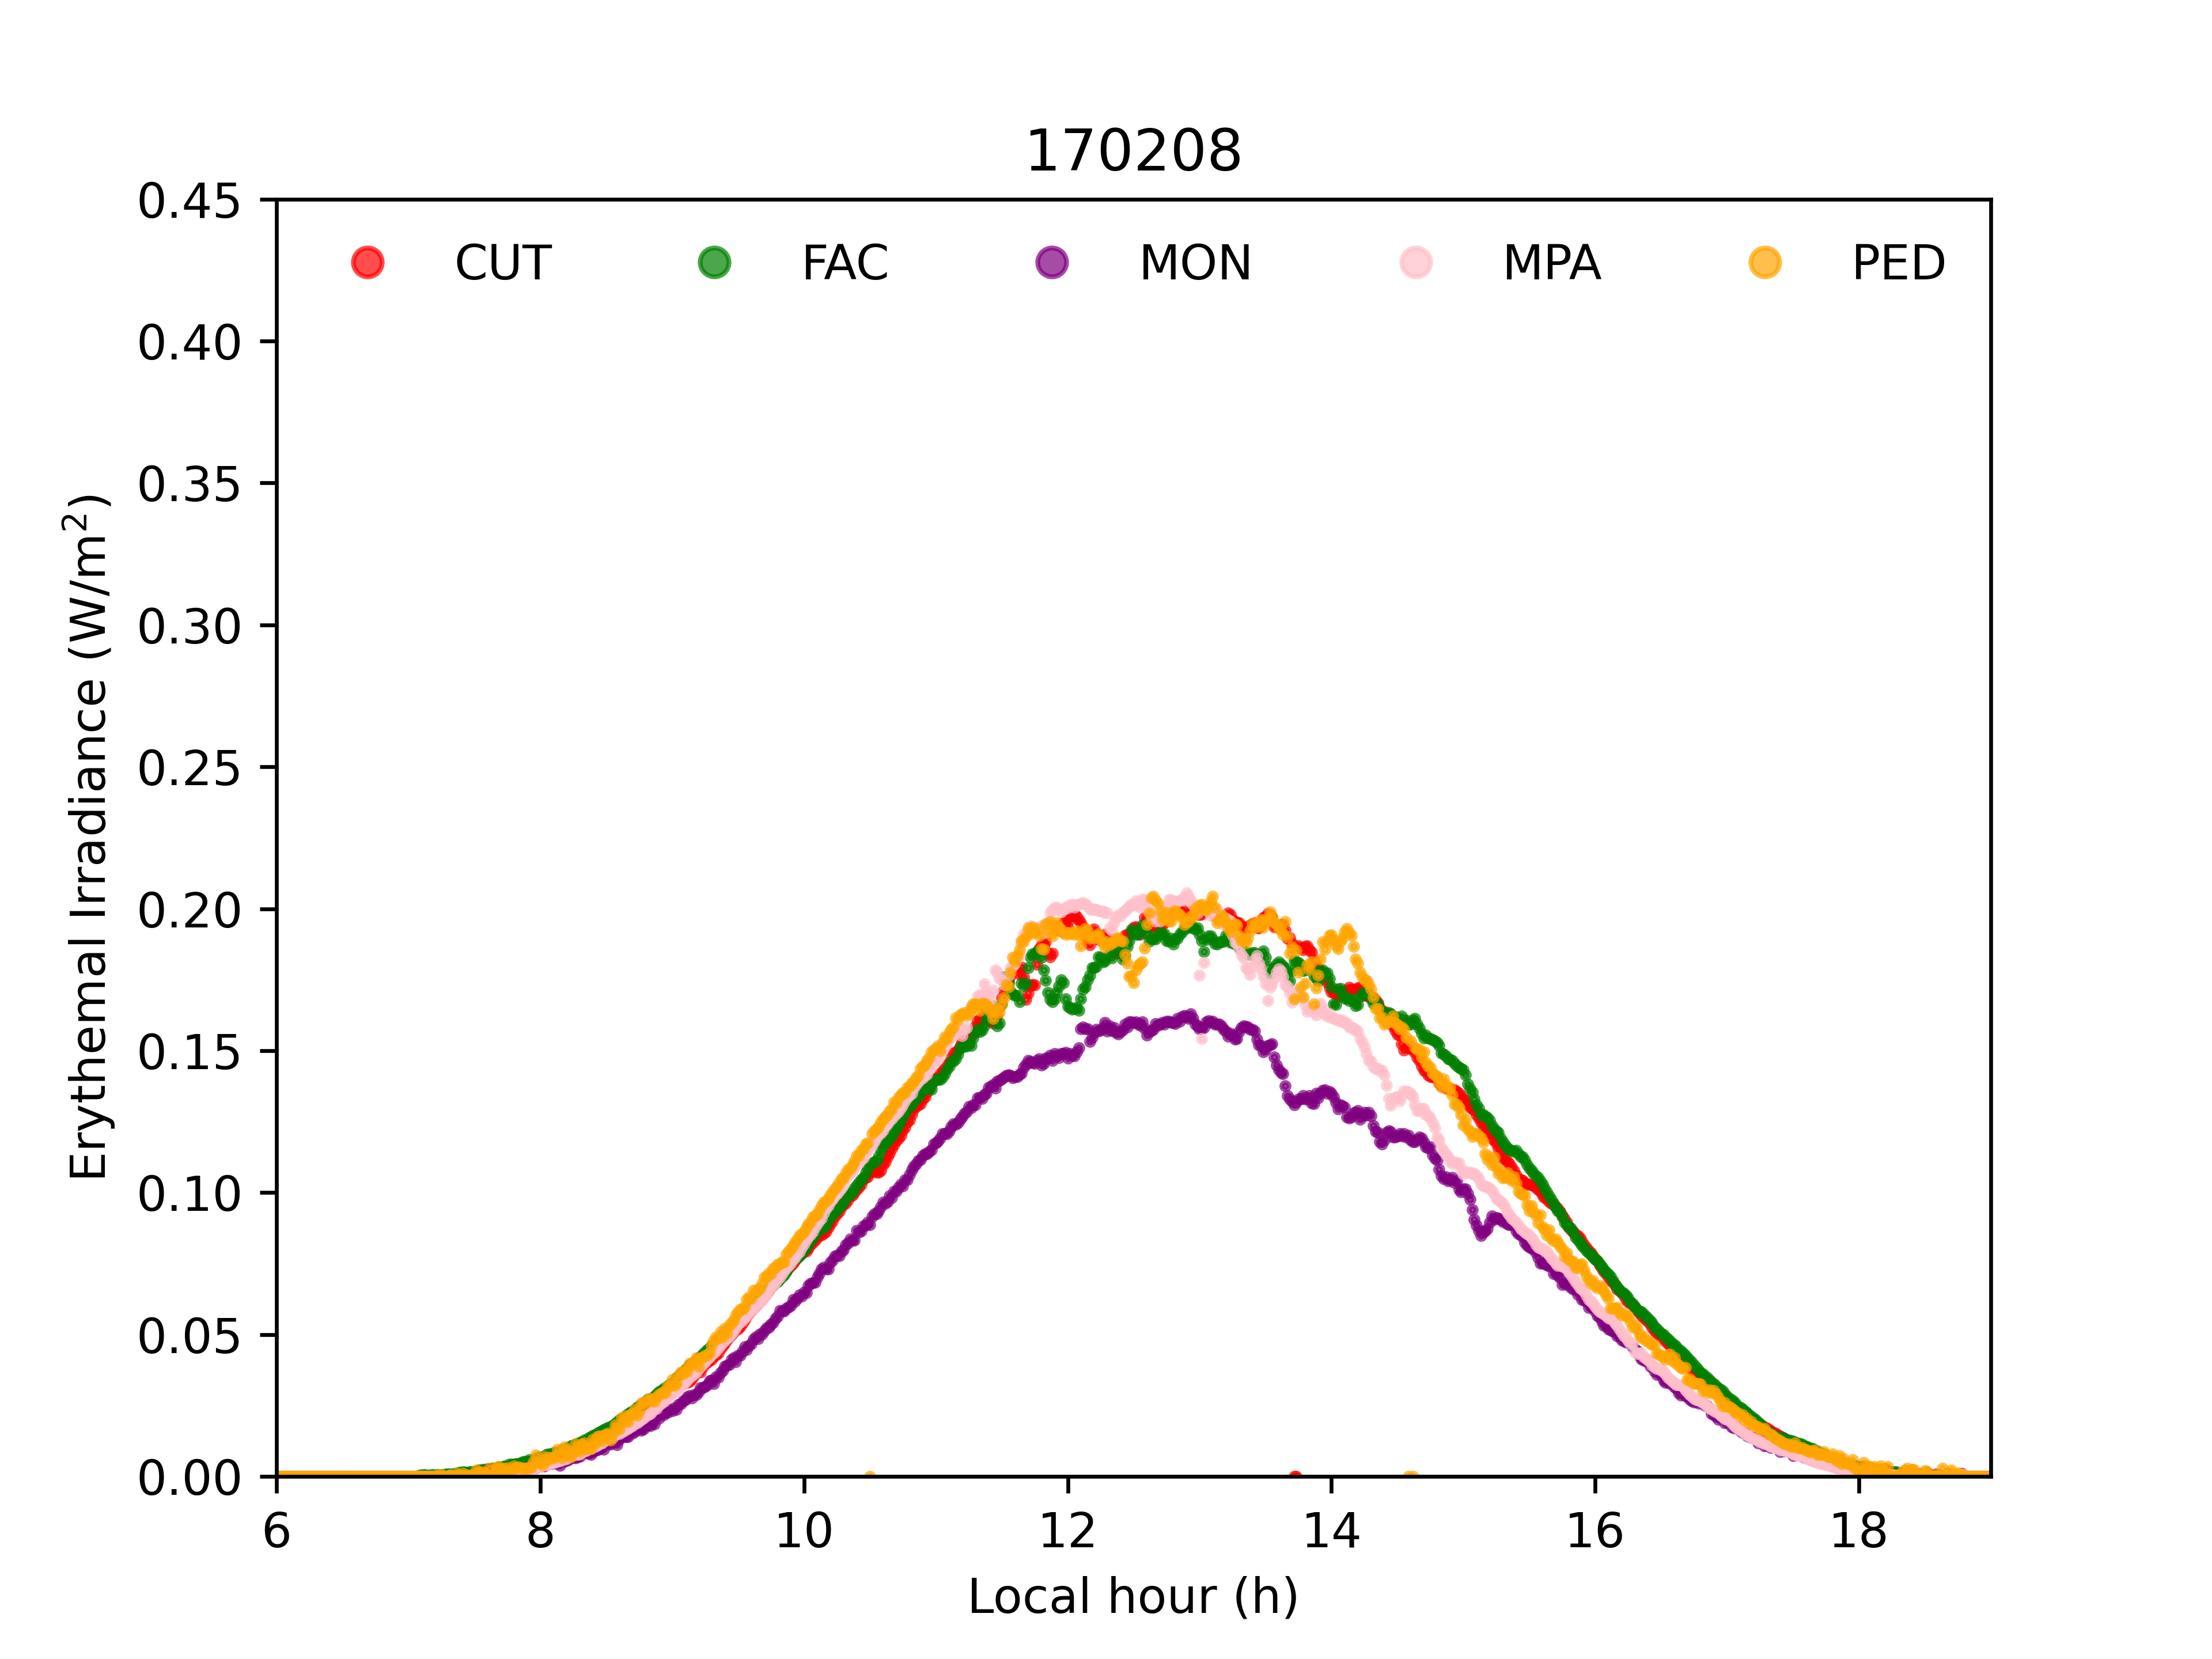 170208
0.45
CUT FAC MON MPA PED
0.40
0.35
0.30
0.25
0.20
0.15
0.10
0.05
0.00
Erythemal Irradiance (W/m²)
6 8 10 12 14 16 18
Local hour (h)